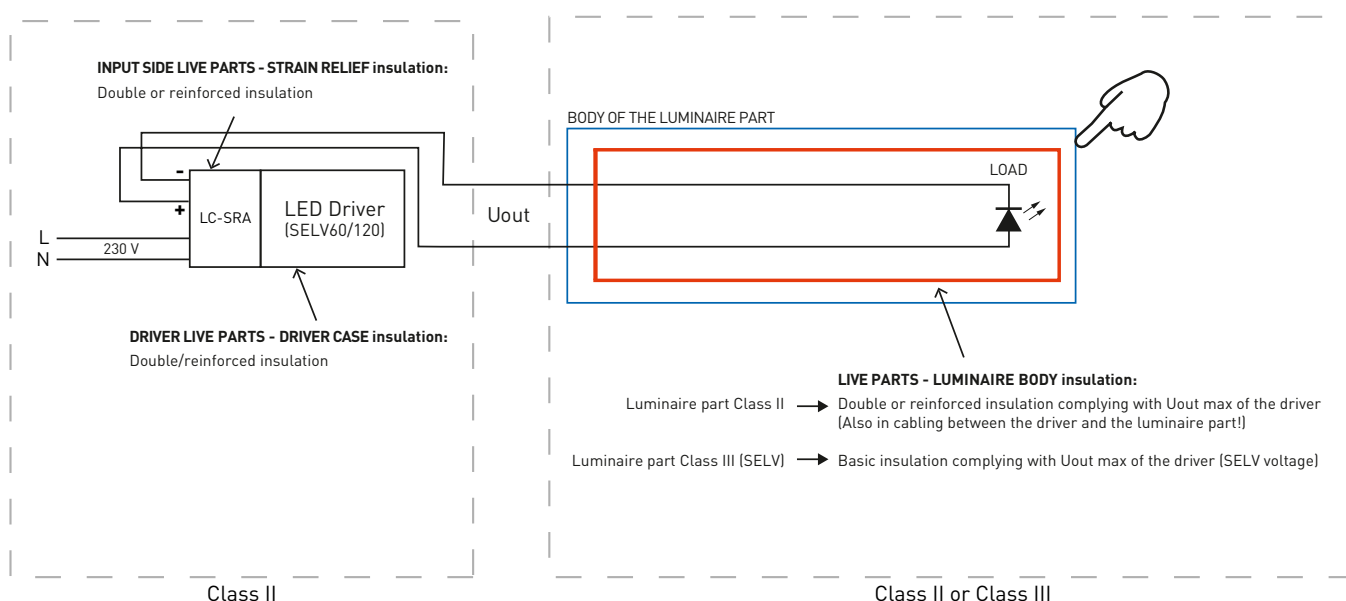 INPUT SIDE LIVE PARTS - STRAIN RELIEF insulation:
Double or reinforced insulation
BODY OF THE LUMINAIRE PART
-
+
LC-SRA
LED Driver
(SELV60/120)
Uout
LOAD
L
N
230 V
DRIVER LIVE PARTS - DRIVER CASE insulation:
Double/reinforced insulation
LIVE PARTS - LUMINAIRE BODY insulation:
Luminaire part Class II
Double or reinforced insulation complying with Uout max of the driver
(Also in cabling between the driver and the luminaire part!)
Luminaire part Class III (SELV)
Basic insulation complying with Uout max of the driver (SELV voltage)
Class II
Class II or Class III